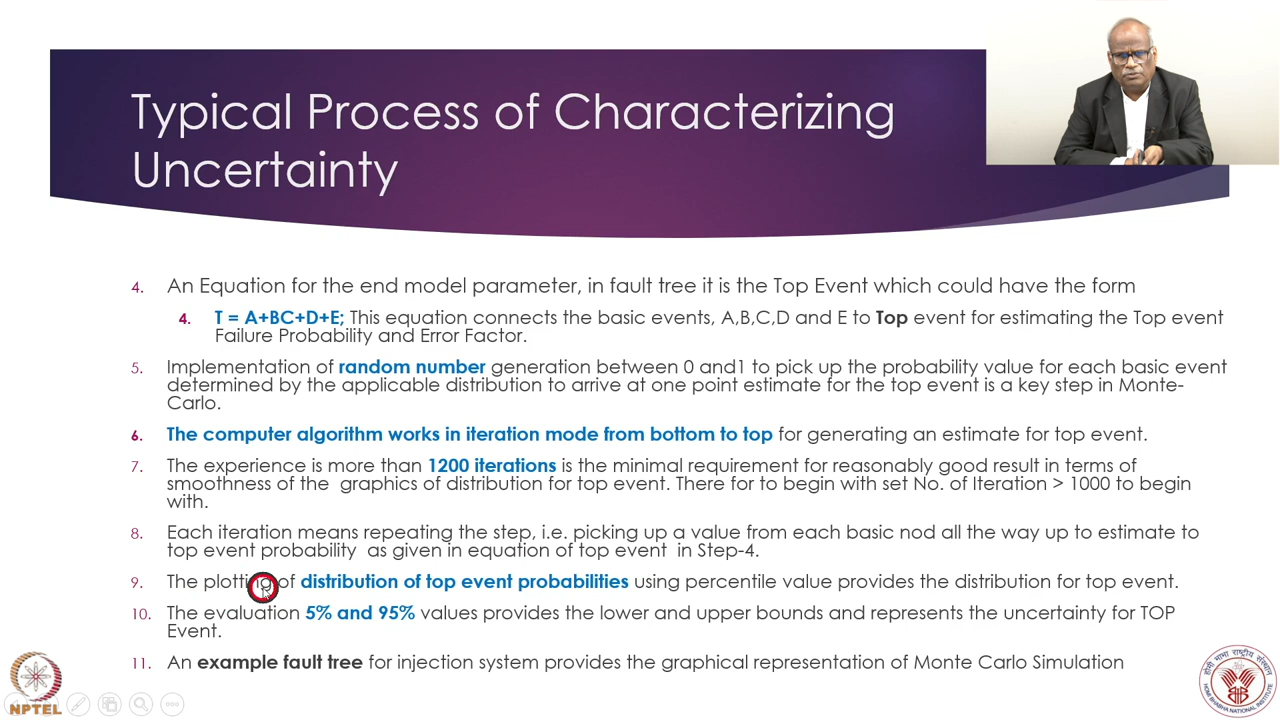 Typical Process of Characterizing
Uncertainty
4. An Equation for the end model parameter, in fault tree it is the Top Event which could have the form
4. T = A+BC+D+E; This equation connects the basic events, A,B,C,D and E to Top event for estimating the Top event
Failure Probability and Error Factor.
5. Implementation of random number generation between 0 and1 to pick up the probability value for each basic event
determined by the applicable distribution to arrive at one point estimate for the top event is a key step in Monte-
Carlo.
6. The computer algorithm works in iteration mode from bottom to top for generating an estimate for top event.
7. The experience is more than 1200 iterations is the minimal requirement for reasonably good result in terms of
smoothness of the graphics of distribution for top event. There for to begin with set No. of Iteration > 1000 to begin
with.
8. Each iteration means repeating the step, i.e. picking up a value from each basic nod all the way up to estimate to
top event probability as given in equation of top event in Step-4.
9. The plotting of distribution of top event probabilities using percentile value provides the distribution for top event.
10. The evaluation 5% and 95% values provides the lower and upper bounds and represents the uncertainty for TOP
Event.
11. An example fault tree for injection system provides the graphical representation of Monte Carlo Simulation
NPTEL
होमी भाभा राष्ट्रीय संस्थान
HOMI BHABHA NATIONAL INSTITUTE